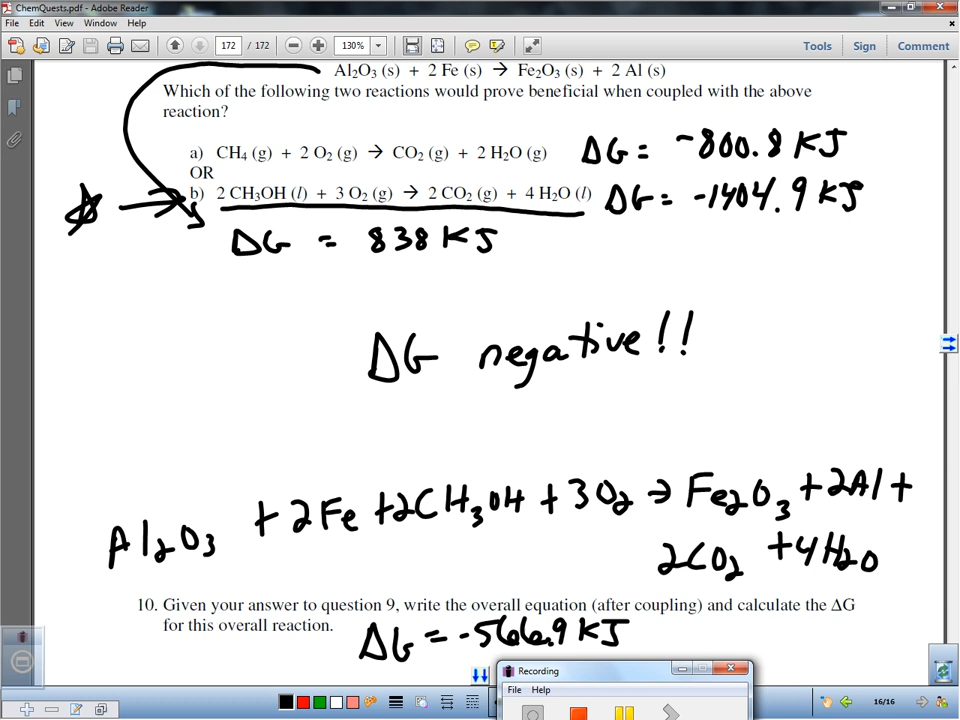 ChemQuests.pdf - Adobe Reader
File Edit View Window Help
172 / 172 130% Tools Sign Comment
Al₂O₃ (s) + 2 Fe (s) → Fe₂O₃ (s) + 2 Al (s)
Which of the following two reactions would prove beneficial when coupled with the above
reaction?
a) CH₄ (g) + 2 O₂ (g) → CO₂ (g) + 2 H₂O (g) ΔG = -800.8 KJ
OR
b) 2 CH₃OH (l) + 3 O₂ (g) → 2 CO₂ (g) + 4 H₂O (l) ΔG = -1404.9 KJ
ΔG = 838 KJ
ΔG negative!!
Al₂O₃ + 2Fe + 2CH₃OH + 3O₂ → Fe₂O₃ + 2Al +
2CO₂ + 4H₂O
10. Given your answer to question 9, write the overall equation (after coupling) and calculate the ΔG
for this overall reaction. ΔG = -566.9 KJ
Recording
File Help
16/16